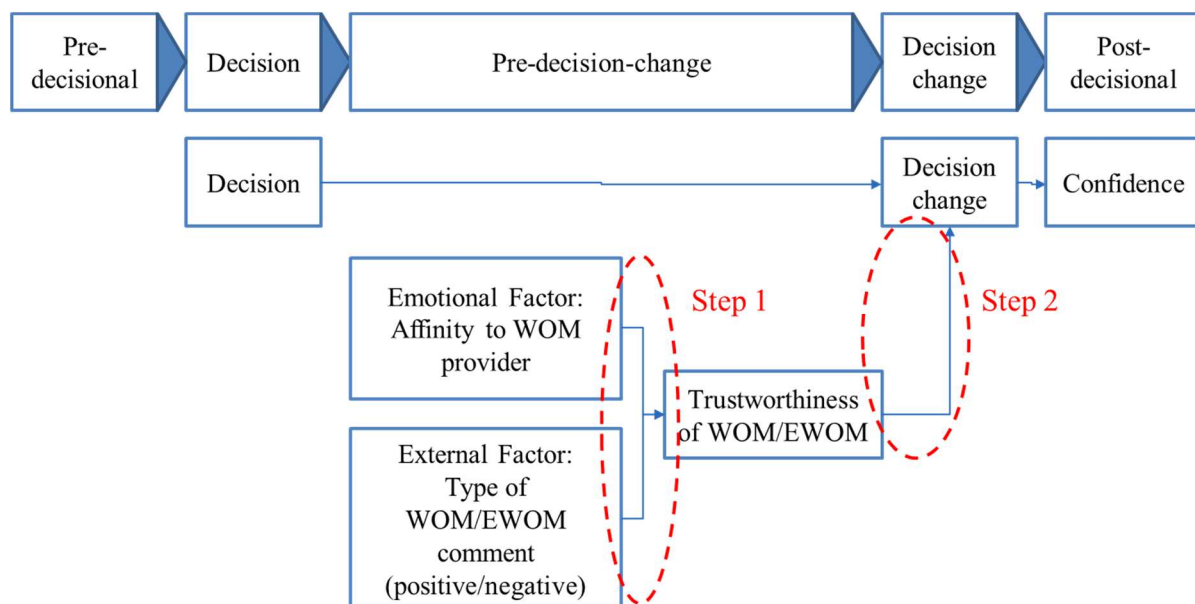 Pre-
decisional
Decision
Pre-decision-change
Decision
change
Post-
decisional
Decision
Decision
change
Confidence
Emotional Factor:
Affinity to WOM
provider
Step 1
Step 2
Trustworthiness
of WOM/EWOM
External Factor:
Type of
WOM/EWOM
comment
(positive/negative)